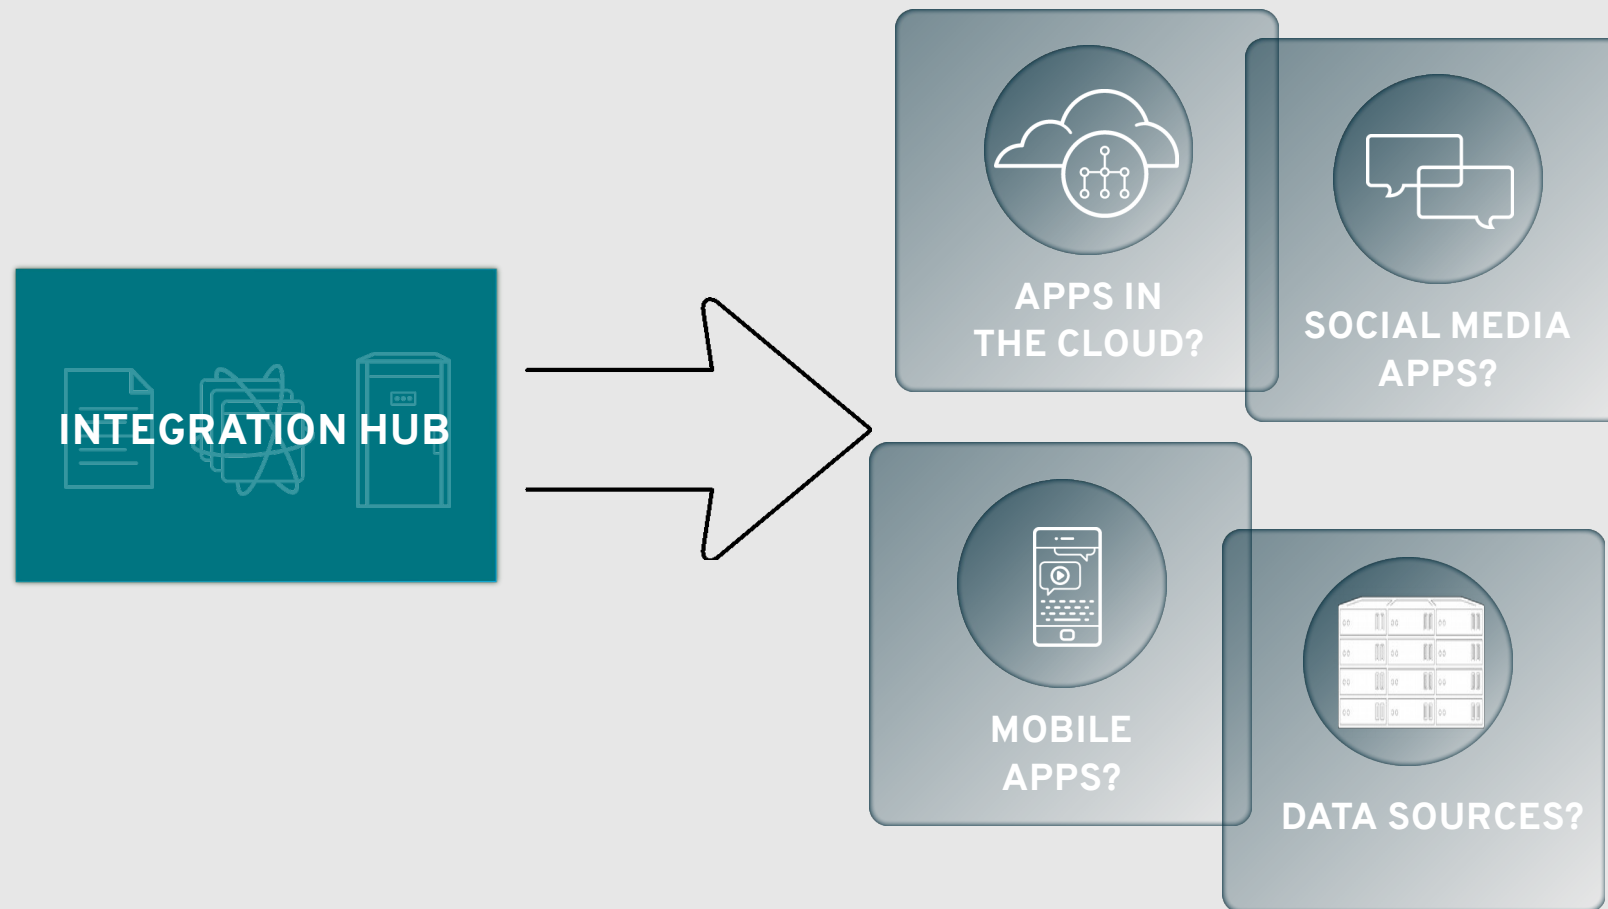 INTEGRATION HUB
APPS IN
THE CLOUD?
SOCIAL MEDIA
APPS?
MOBILE
APPS?
DATA SOURCES?